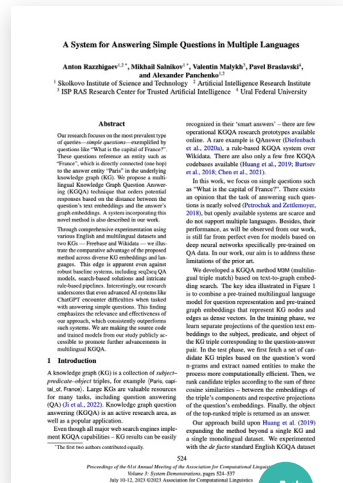 A System for Answering Simple Questions in Multiple Languages
Anton Razzhigaev1,2*, Mikhail Salnikov1*, Valentin Malykh3, Pavel Braslavski4,
and Alexander Panchenko1,2
1 Skolkovo Institute of Science and Technology 2 Artificial Intelligence Research Institute
3 ISP RAS Research Center for Trusted Artificial Intelligence 4 Ural Federal University
Abstract
Our research focuses on the most prevalent type
of queries—simple questions—exemplified by
questions like "What is the capital of France?".
These questions reference an entity such as
"France", which is directly connected (one hop)
to the answer entity "Paris" in the underlying
knowledge graph (KG). We propose a multi-
lingual Knowledge Graph Question Answer-
ing (KGQA) technique that orders potential
responses based on the distance between the
question's text embeddings and the answer's
graph embeddings. A system incorporating this
novel method is also described in our work.
Through comprehensive experimentation using
various English and multilingual datasets and
two KGs — Freebase and Wikidata — we illus-
trate the comparative advantage of the proposed
method across diverse KG embeddings and lan-
guages. This edge is apparent even against
robust baseline systems, including seq2seq QA
models, search-based solutions and intricate
rule-based pipelines. Interestingly, our research
underscores that even advanced AI systems like
ChatGPT encounter difficulties when tasked
with answering simple questions. This finding
emphasizes the relevance and effectiveness of
our approach, which consistently outperforms
such systems. We are making the source code
and trained models from our study publicly ac-
cessible to promote further advancements in
multilingual KGQA.
1 Introduction
A knowledge graph (KG) is a collection of subject–
predicate–object triples, for example ⟨Paris, capi-
tal_of, France⟩. Large KGs are valuable resources
for many tasks, including question answering
(QA) (Ji et al., 2022). Knowledge graph question
answering (KGQA) is an active research area, as
well as a popular application.
Even though all major web search engines imple-
ment KGQA capabilities – KG results can be easily
*The first two authors contributed equally.
recognized in their 'smart answers' – there are few
operational KGQA research prototypes available
online. A rare example is QAnswer (Diefenbach
et al., 2020a), a rule-based KGQA system over
Wikidata. There are also only a few free KGQA
codebases available (Huang et al., 2019; Burtsev
et al., 2018; Chen et al., 2021).
In this work, we focus on simple questions such
as "What is the capital of France?". There exists
an opinion that the task of answering such ques-
tions is nearly solved (Petrochuk and Zettlemoyer,
2018), but openly available systems are scarce and
do not support multiple languages. Besides, their
performance, as will be observed from our work,
is still far from perfect even for models based on
deep neural networks specifically pre-trained on
QA data. In our work, our aim is to address these
limitations of the prior art.
We developed a KGQA method M3M (multilin-
gual triple match) based on text-to-graph embed-
ding search. The key idea illustrated in Figure 1
is to combine a pre-trained multilingual language
model for question representation and pre-trained
graph embeddings that represent KG nodes and
edges as dense vectors. In the training phase, we
learn separate projections of the question text em-
beddings to the subject, predicate, and object of
the KG triple corresponding to the question-answer
pair. In the test phase, we first fetch a set of can-
didate KG triples based on the question's word
n-grams and extract named entities to make the
process more computationally efficient. Then, we
rank candidate triples according to the sum of three
cosine similarities – between the embeddings of
the triple's components and respective projections
of the question's embeddings. Finally, the object
of the top-ranked triple is returned as an answer.
Our approach build upon Huang et al. (2019)
expanding the method beyond a single KG and
a single monolingual dataset. We experimented
with the de facto standard English KGQA dataset
524
Proceedings of the 61st Annual Meeting of the Association for Computational
Volume 3: System Demonstrations, pages 524–537
July 10-12, 2023 ©2023 Association for Computational Linguistics